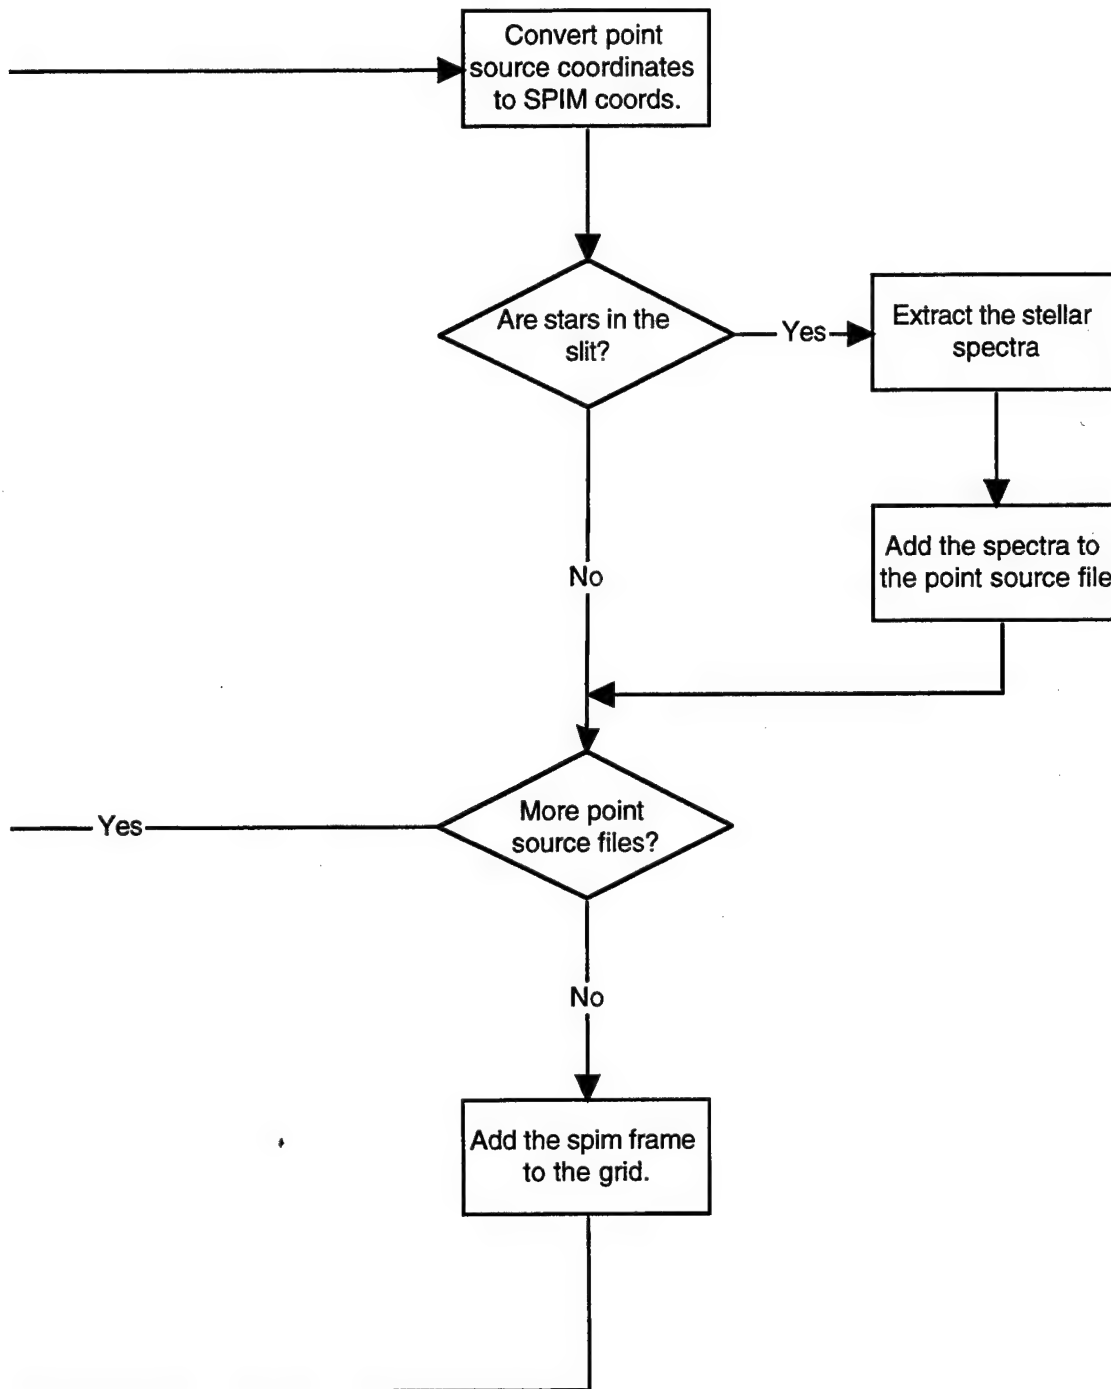 Convert point
source coordinates
to SPIM coords.
Are stars in the
slit?
Yes
Extract the stellar
spectra
Add the spectra to
the point source file
No
More point
source files?
Yes
No
Add the spim frame
to the grid.